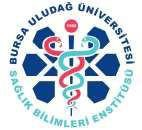 BURSA ULUDAĞ ÜNİVERSİTESİ
SAĞLIK BİLİMLERİ ENSTİTÜSÜ